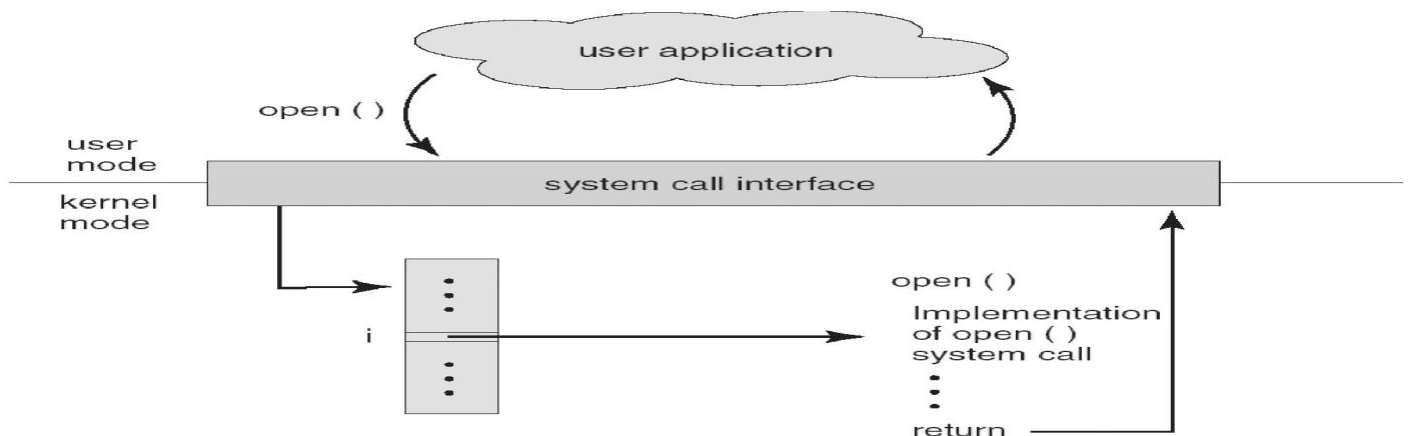 user application
open ( )
user
mode
system call interface
kernel
mode
open ( )
i
Implementation
of open ( )
system call
return